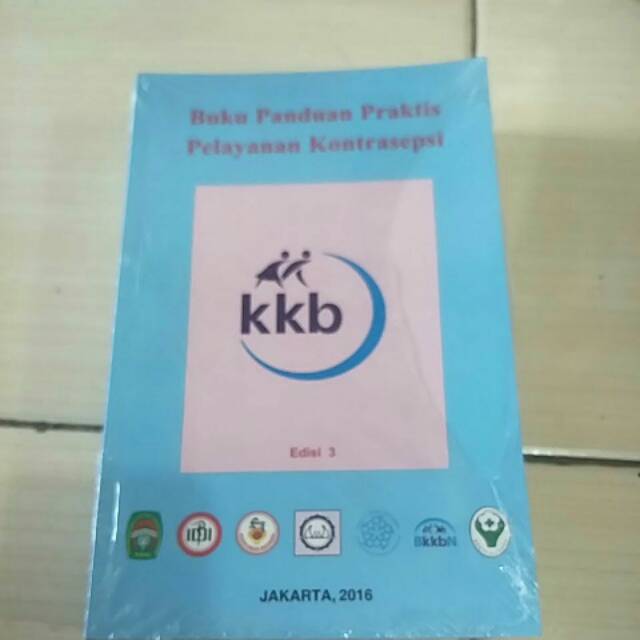 Buku Panduan Praktis
Pelayanan Kontrasepsi
kkb
Edisi 3
BkkbN
JAKARTA, 2016